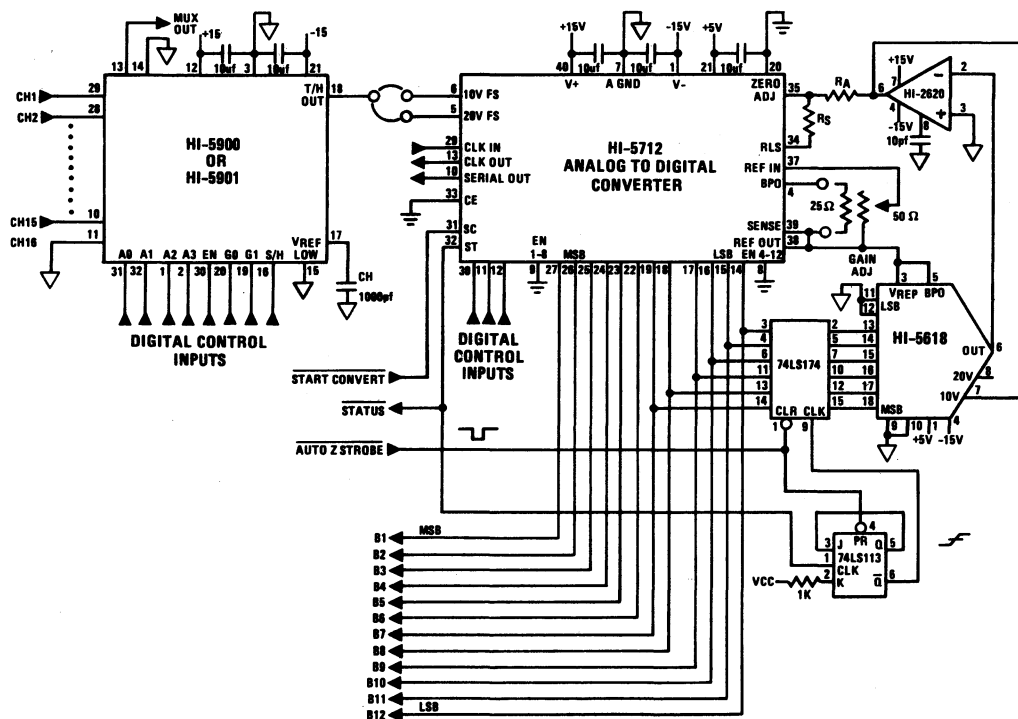 MUX OUT
13 14
+15 -15
10uf 10uf
12 3 21
29 CH1
28 CH2
10 CH15
11 CH16
HI-5900
OR
HI-5901
T/H OUT 18
VREF LOW
17
15
CH
1000pf
A0 A1 A2 A3 EN G0 G1 S/H
31 32 1 2 30 20 19 16
DIGITAL CONTROL
INPUTS
+15V -15V +5V
10uf 10uf 10uf
40 7 1 21 20
V+ A GND V- ZERO ADJ
6 10V FS
5 20V FS
29 CLK IN
13 CLK OUT
10 SERIAL OUT
33 CE
31 SC
32 ST
HI-5712
ANALOG TO DIGITAL
CONVERTER
35
34 RLS
37 REF IN
BPO 4
SENSE 39
REF OUT 38
EN 1-8 MSB LSB EN 4-12
30 11 12 9 27 26 25 24 23 22 19 18 17 16 15 14 8
DIGITAL
CONTROL
INPUTS
RA
RS
+15V
7
6 HI-2620 2
4 3
-15V 8
10pf
25Ω 50Ω
GAIN ADJ
3 5
VREF BPO
11 LSB
12
HI-5618
OUT 6
20V 8
10V 7
MSB
9 10 1 4
+5V -15V
74LS174
3 2 13
4 5 14
6 7 15
11 10 16
13 12 17
14 15 18
CLR CLK
1 9
START CONVERT
STATUS
AUTO Z STROBE
4
PR
3 J Q 5
74LS113
1 CLK
2 K Q 6
VCC 1K
B1 MSB
B2
B3
B4
B5
B6
B7
B8
B9
B10
B11
B12 LSB